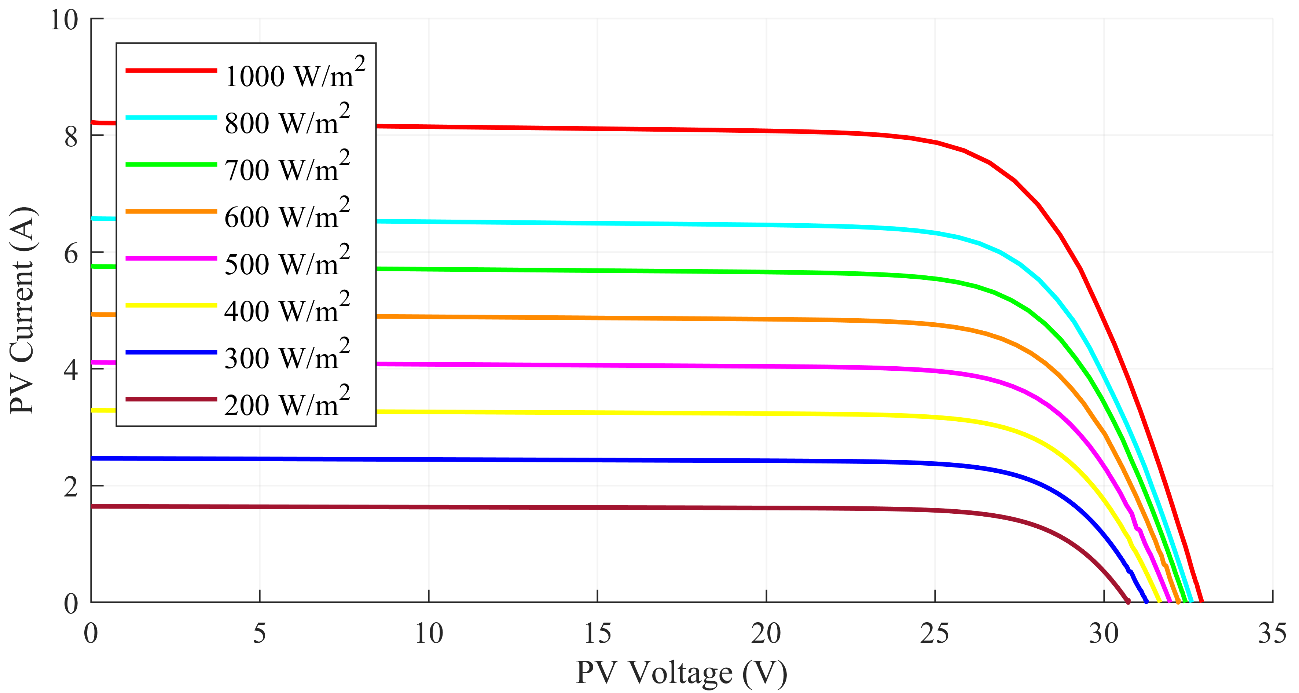 10
8
6
4
2
0
PV Current (A)
1000 W/m²
800 W/m²
700 W/m²
600 W/m²
500 W/m²
400 W/m²
300 W/m²
200 W/m²
0 5 10 15 20 25 30 35
PV Voltage (V)